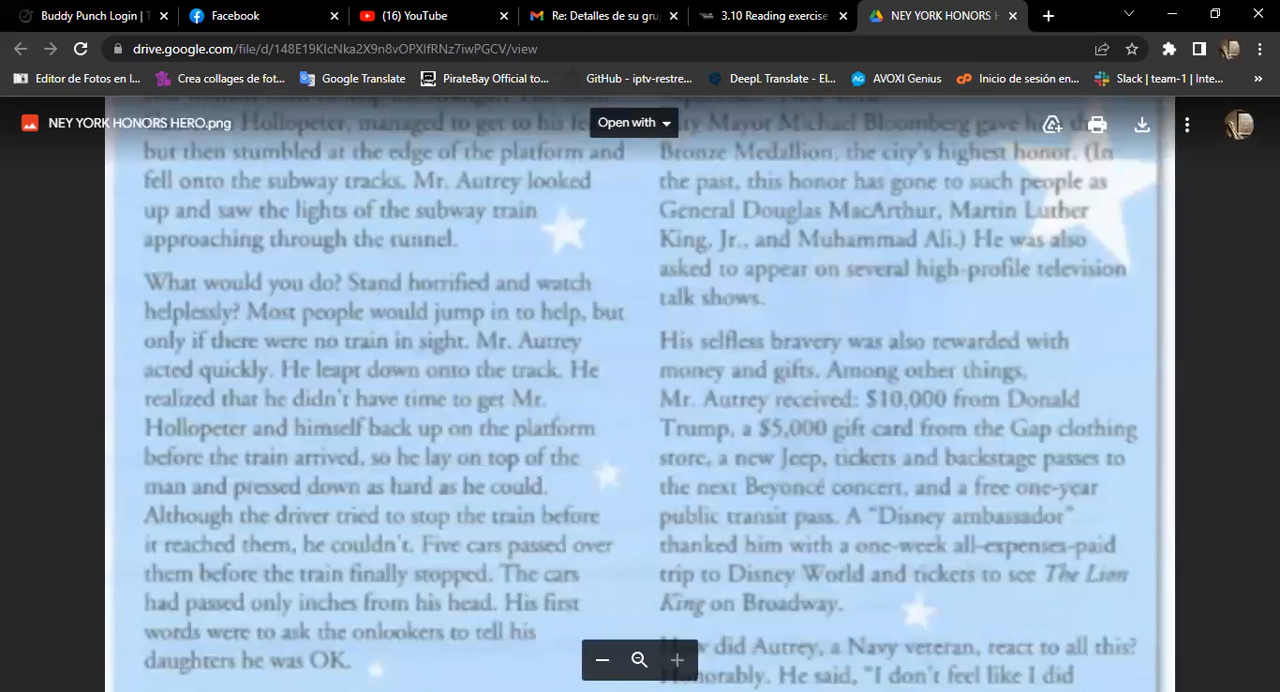 Buddy Punch Login | T
Facebook
(16) YouTube
Re: Detalles de su gru
3.10 Reading exercise
NEY YORK HONORS H
drive.google.com/file/d/148E19KIcNka2X9n8vOPXlfRNz7iwPGCV/view
Editor de Fotos en l...
Crea collages de fot...
Google Translate
PirateBay Official to...
GitHub - iptv-restre...
DeepL Translate - El...
AVOXI Genius
Inicio de sesión en...
Slack | team-1 | Inte...
»
NEY YORK HONORS HERO.png
Open with
Hollopeter, managed to get to his fe
but then stumbled at the edge of the platform and
fell onto the subway tracks. Mr. Autrey looked
up and saw the lights of the subway train
approaching through the tunnel.
What would you do? Stand horrified and watch
helplessly? Most people would jump in to help, but
only if there were no train in sight. Mr. Autrey
acted quickly. He leapt down onto the track. He
realized that he didn't have time to get Mr.
Hollopeter and himself back up on the platform
before the train arrived, so he lay on top of the
man and pressed down as hard as he could.
Although the driver tried to stop the train before
it reached them, he couldn't. Five cars passed over
them before the train finally stopped. The cars
had passed only inches from his head. His first
words were to ask the onlookers to tell his
daughters he was OK.
Mayor Michael Bloomberg gave
Bronze Medallion, the city's highest honor. (In
the past, this honor has gone to such people as
General Douglas MacArthur, Martin Luther
King, Jr., and Muhammad Ali.) He was also
asked to appear on several high-profile television
talk shows.
His selfless bravery was also rewarded with
money and gifts. Among other things,
Mr. Autrey received: $10,000 from Donald
Trump, a $5,000 gift card from the Gap clothing
store, a new Jeep, tickets and backstage passes to
the next Beyoncé concert, and a free one-year
public transit pass. A "Disney ambassador"
thanked him with a one-week all-expenses-paid
trip to Disney World and tickets to see The Lion
King on Broadway.
did Autrey, a Navy veteran, react to all this?
He said, "I don't feel like I did